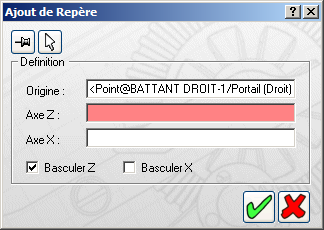 Ajout de Repère
Definition
Origine : <Point@BATTANT DROIT-1/Portail (Droit)
Axe Z :
Axe X :
Basculer Z Basculer X